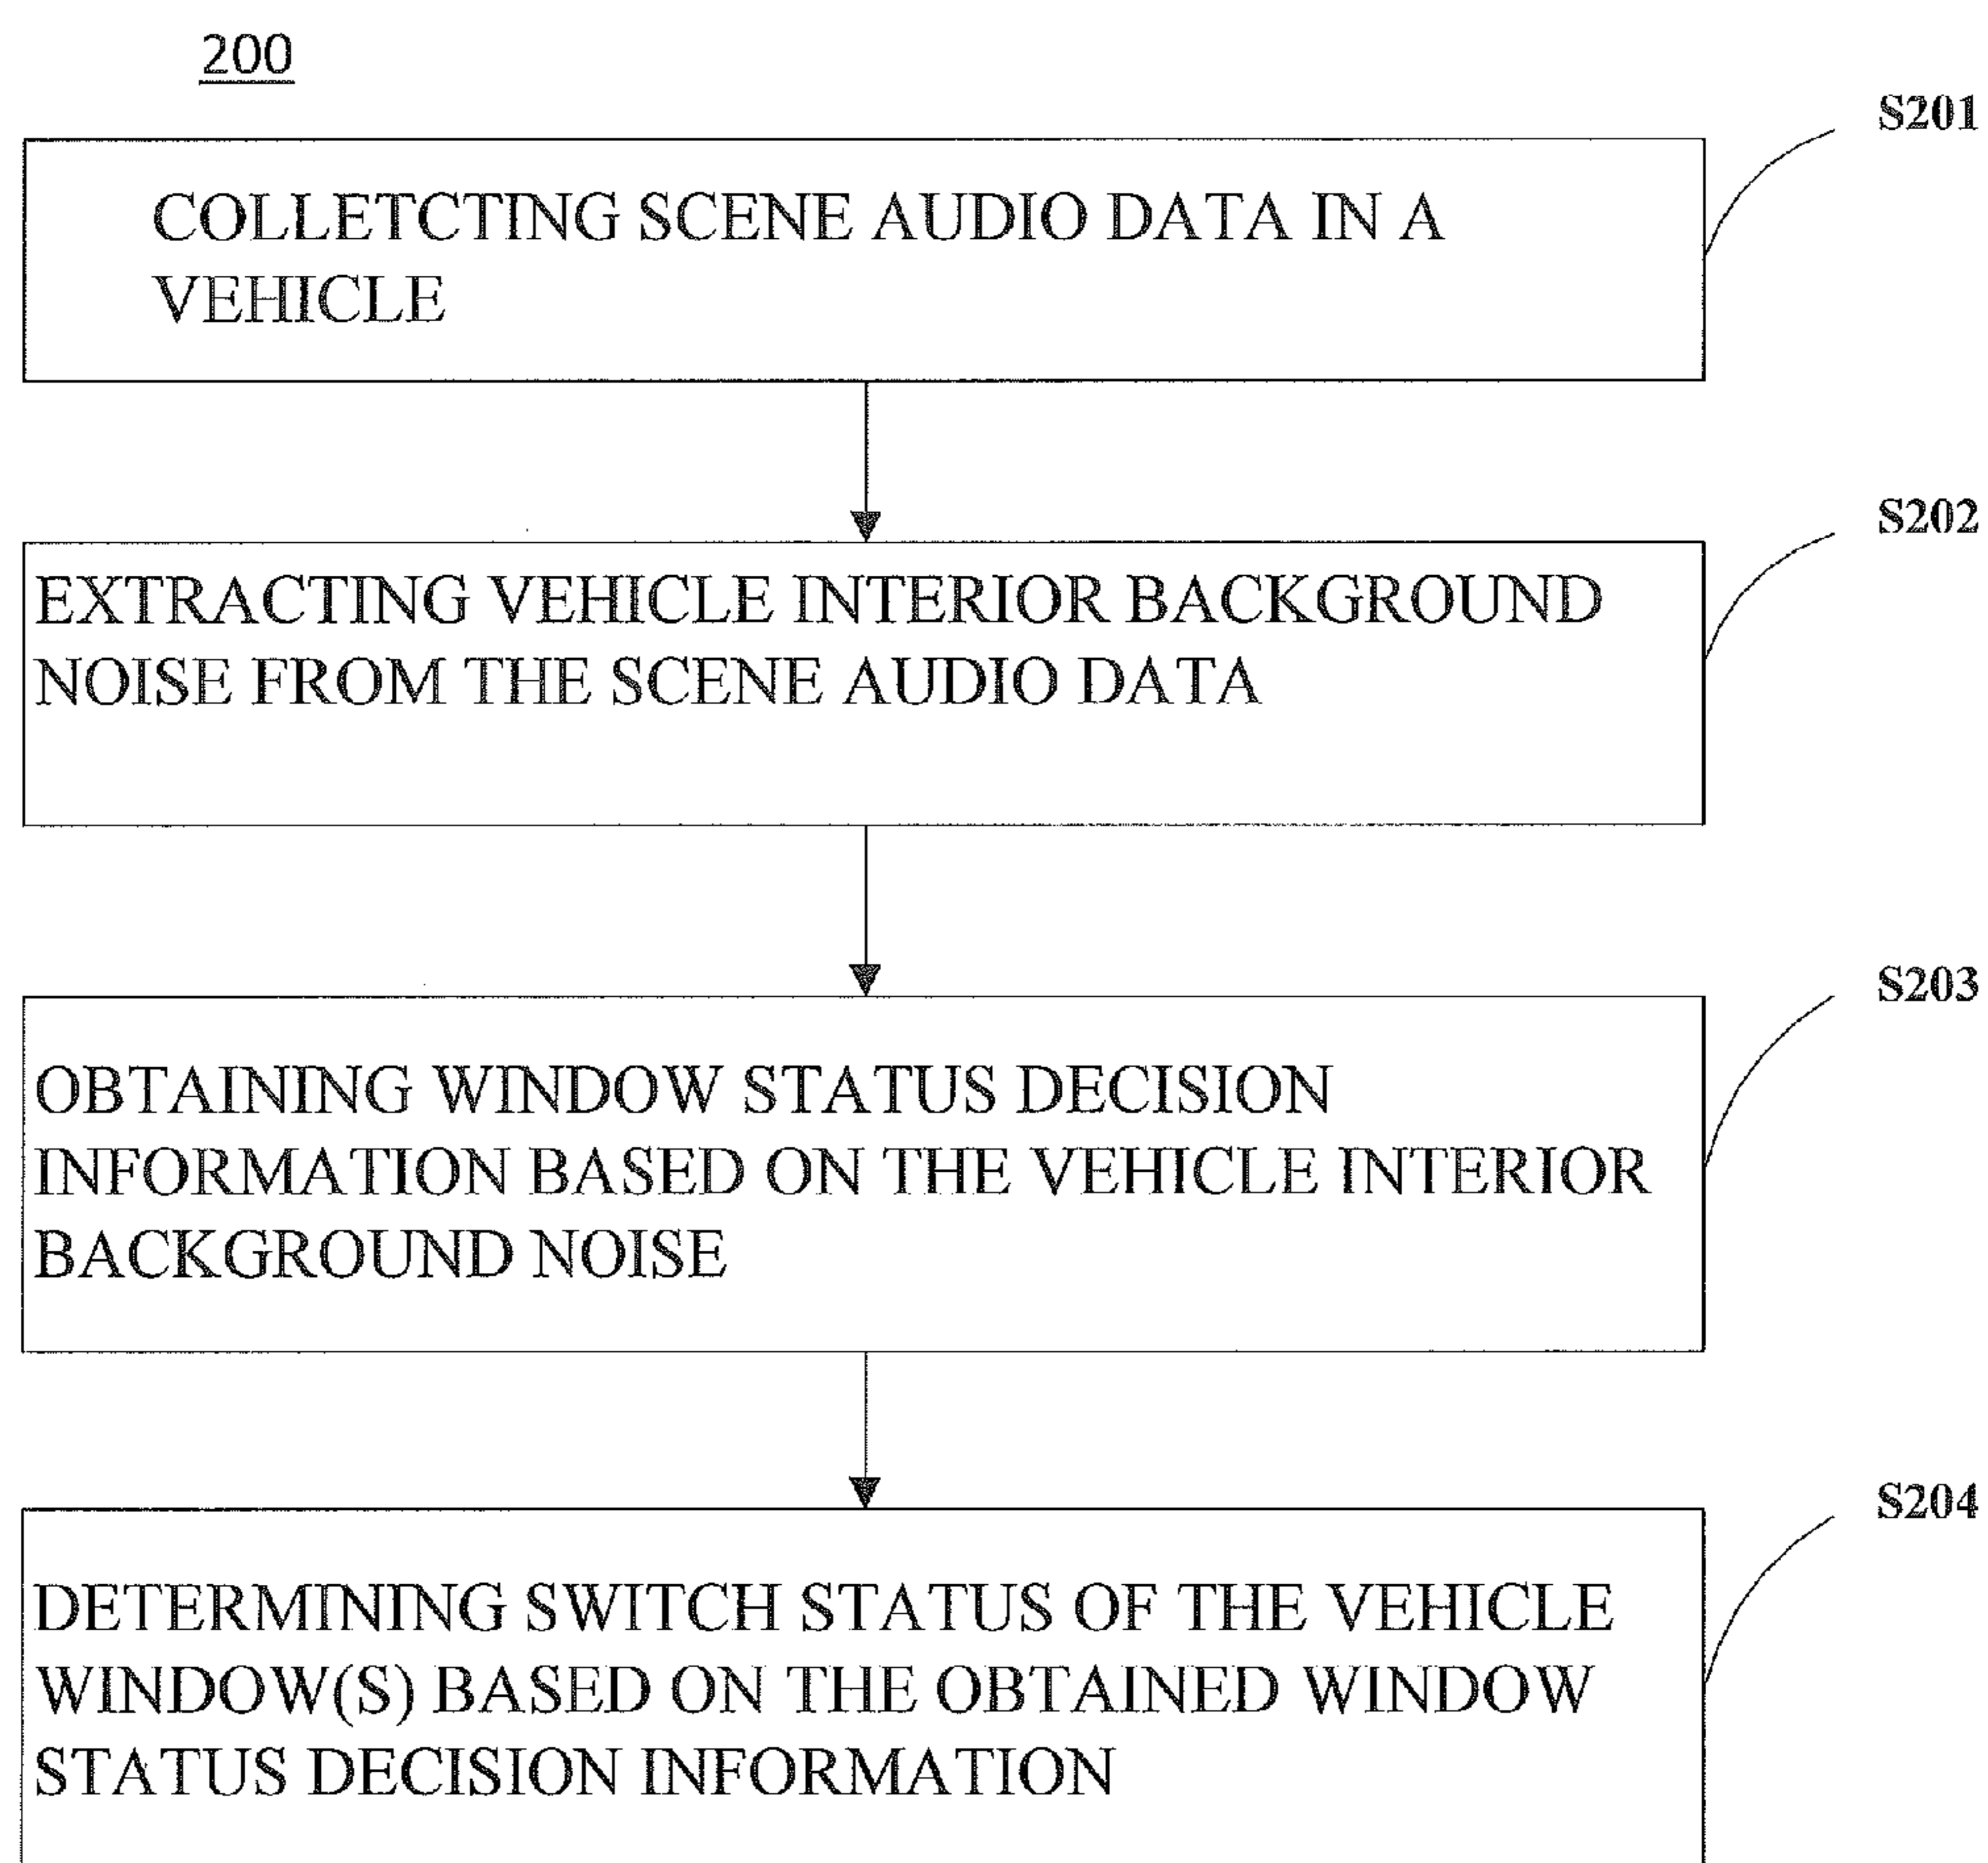 200
S201
COLLETCTING SCENE AUDIO DATA IN A
VEHICLE
S202
EXTRACTING VEHICLE INTERIOR BACKGROUND
NOISE FROM THE SCENE AUDIO DATA
S203
OBTAINING WINDOW STATUS DECISION
INFORMATION BASED ON THE VEHICLE INTERIOR
BACKGROUND NOISE
S204
DETERMINING SWITCH STATUS OF THE VEHICLE
WINDOW(S) BASED ON THE OBTAINED WINDOW
STATUS DECISION INFORMATION